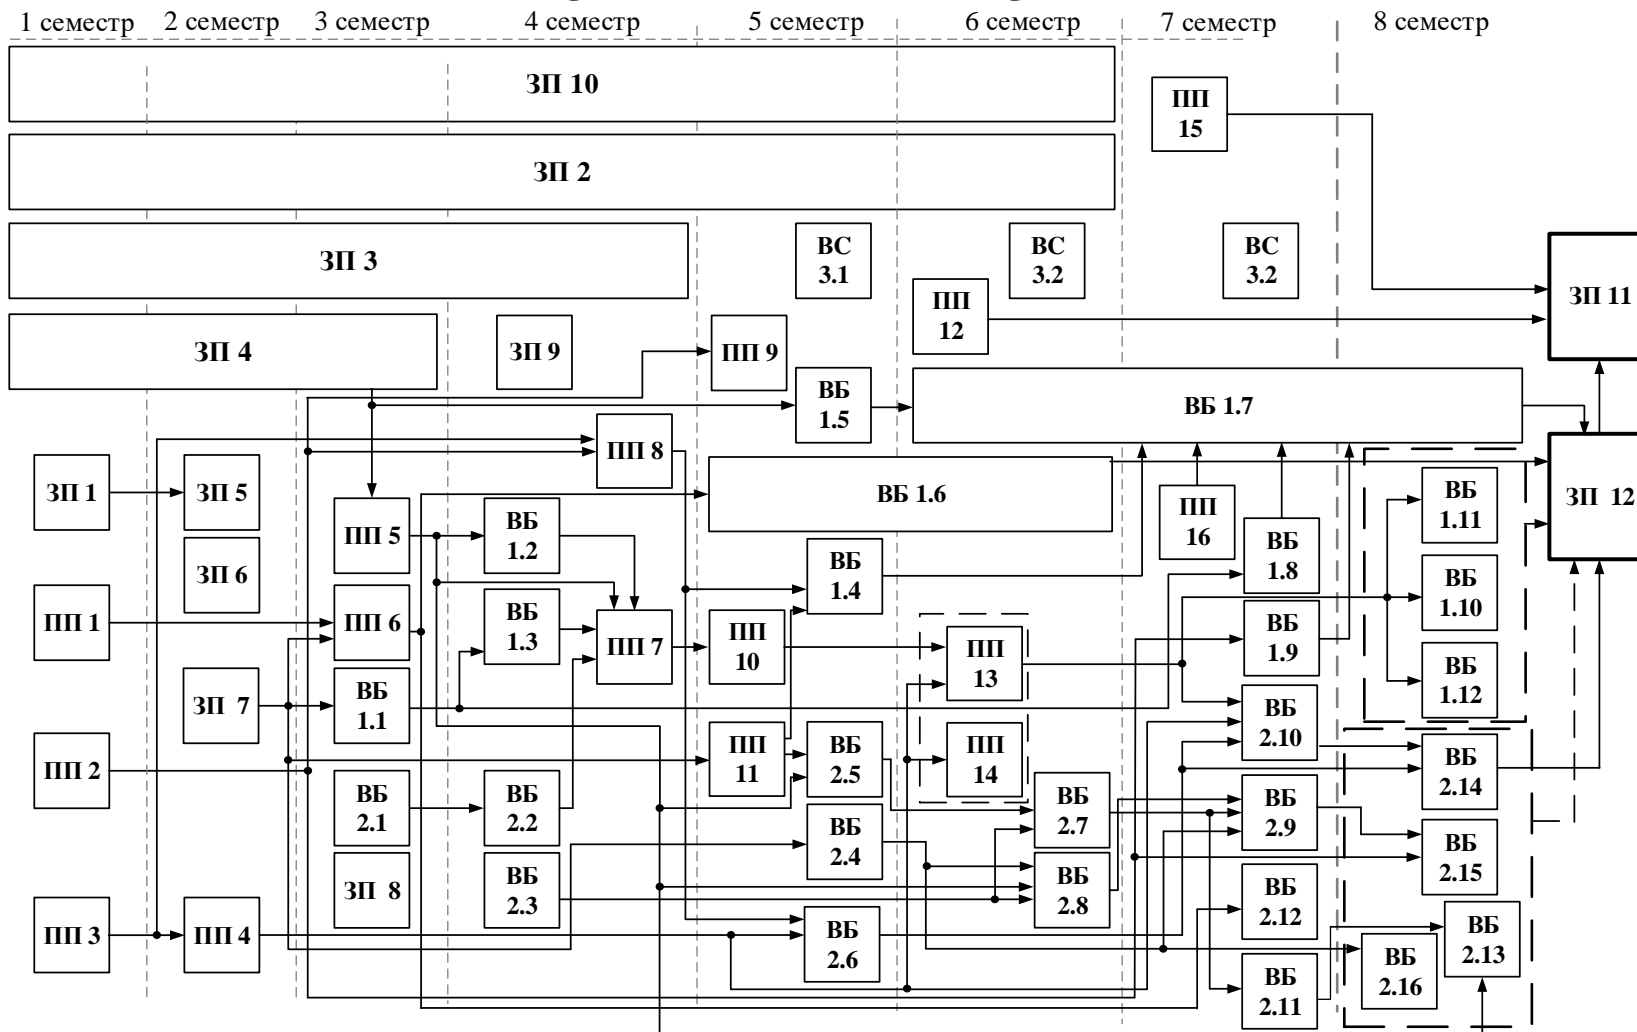 1 семестр 2 семестр 3 семестр 4 семестр 5 семестр 6 семестр 7 семестр 8 семестр
ЗП 10
ПП
15
ЗП 2
ЗП 3
ВС
3.1
ВС
3.2
ВС
3.2
ЗП 11
ПП
12
ЗП 4
ЗП 9
ПП 9
ВБ
1.5
ВБ 1.7
ПП 8
ЗП 1
ЗП 5
ВБ 1.6
ВБ
1.11
ЗП 12
ПП 5
ВБ
1.2
ПП
16
ВБ
1.8
ЗП 6
ВБ
1.4
ВБ
1.10
ПП 1
ПП 6
ВБ
1.3
ПП 7
ПП
10
ПП
13
ВБ
1.9
ВБ
1.12
ЗП 7
ВБ
1.1
ВБ
2.10
ПП 2
ПП
11
ВБ
2.5
ПП
14
ВБ
2.14
ВБ
2.1
ВБ
2.2
ВБ
2.7
ВБ
2.9
ВБ
2.4
ВБ
2.15
ЗП 8
ВБ
2.3
ВБ
2.8
ВБ
2.12
ПП 3
ПП 4
ВБ
2.6
ВБ
2.13
ВБ
2.16
ВБ
2.11